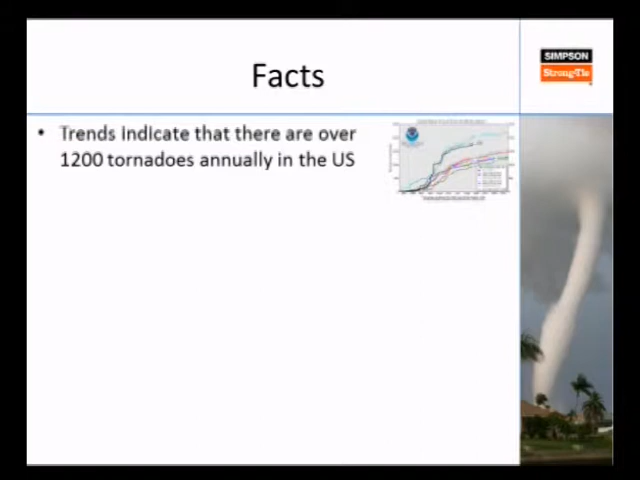 Facts
SIMPSON
Strong-Tie
• Trends indicate that there are over
1200 tornadoes annually in the US